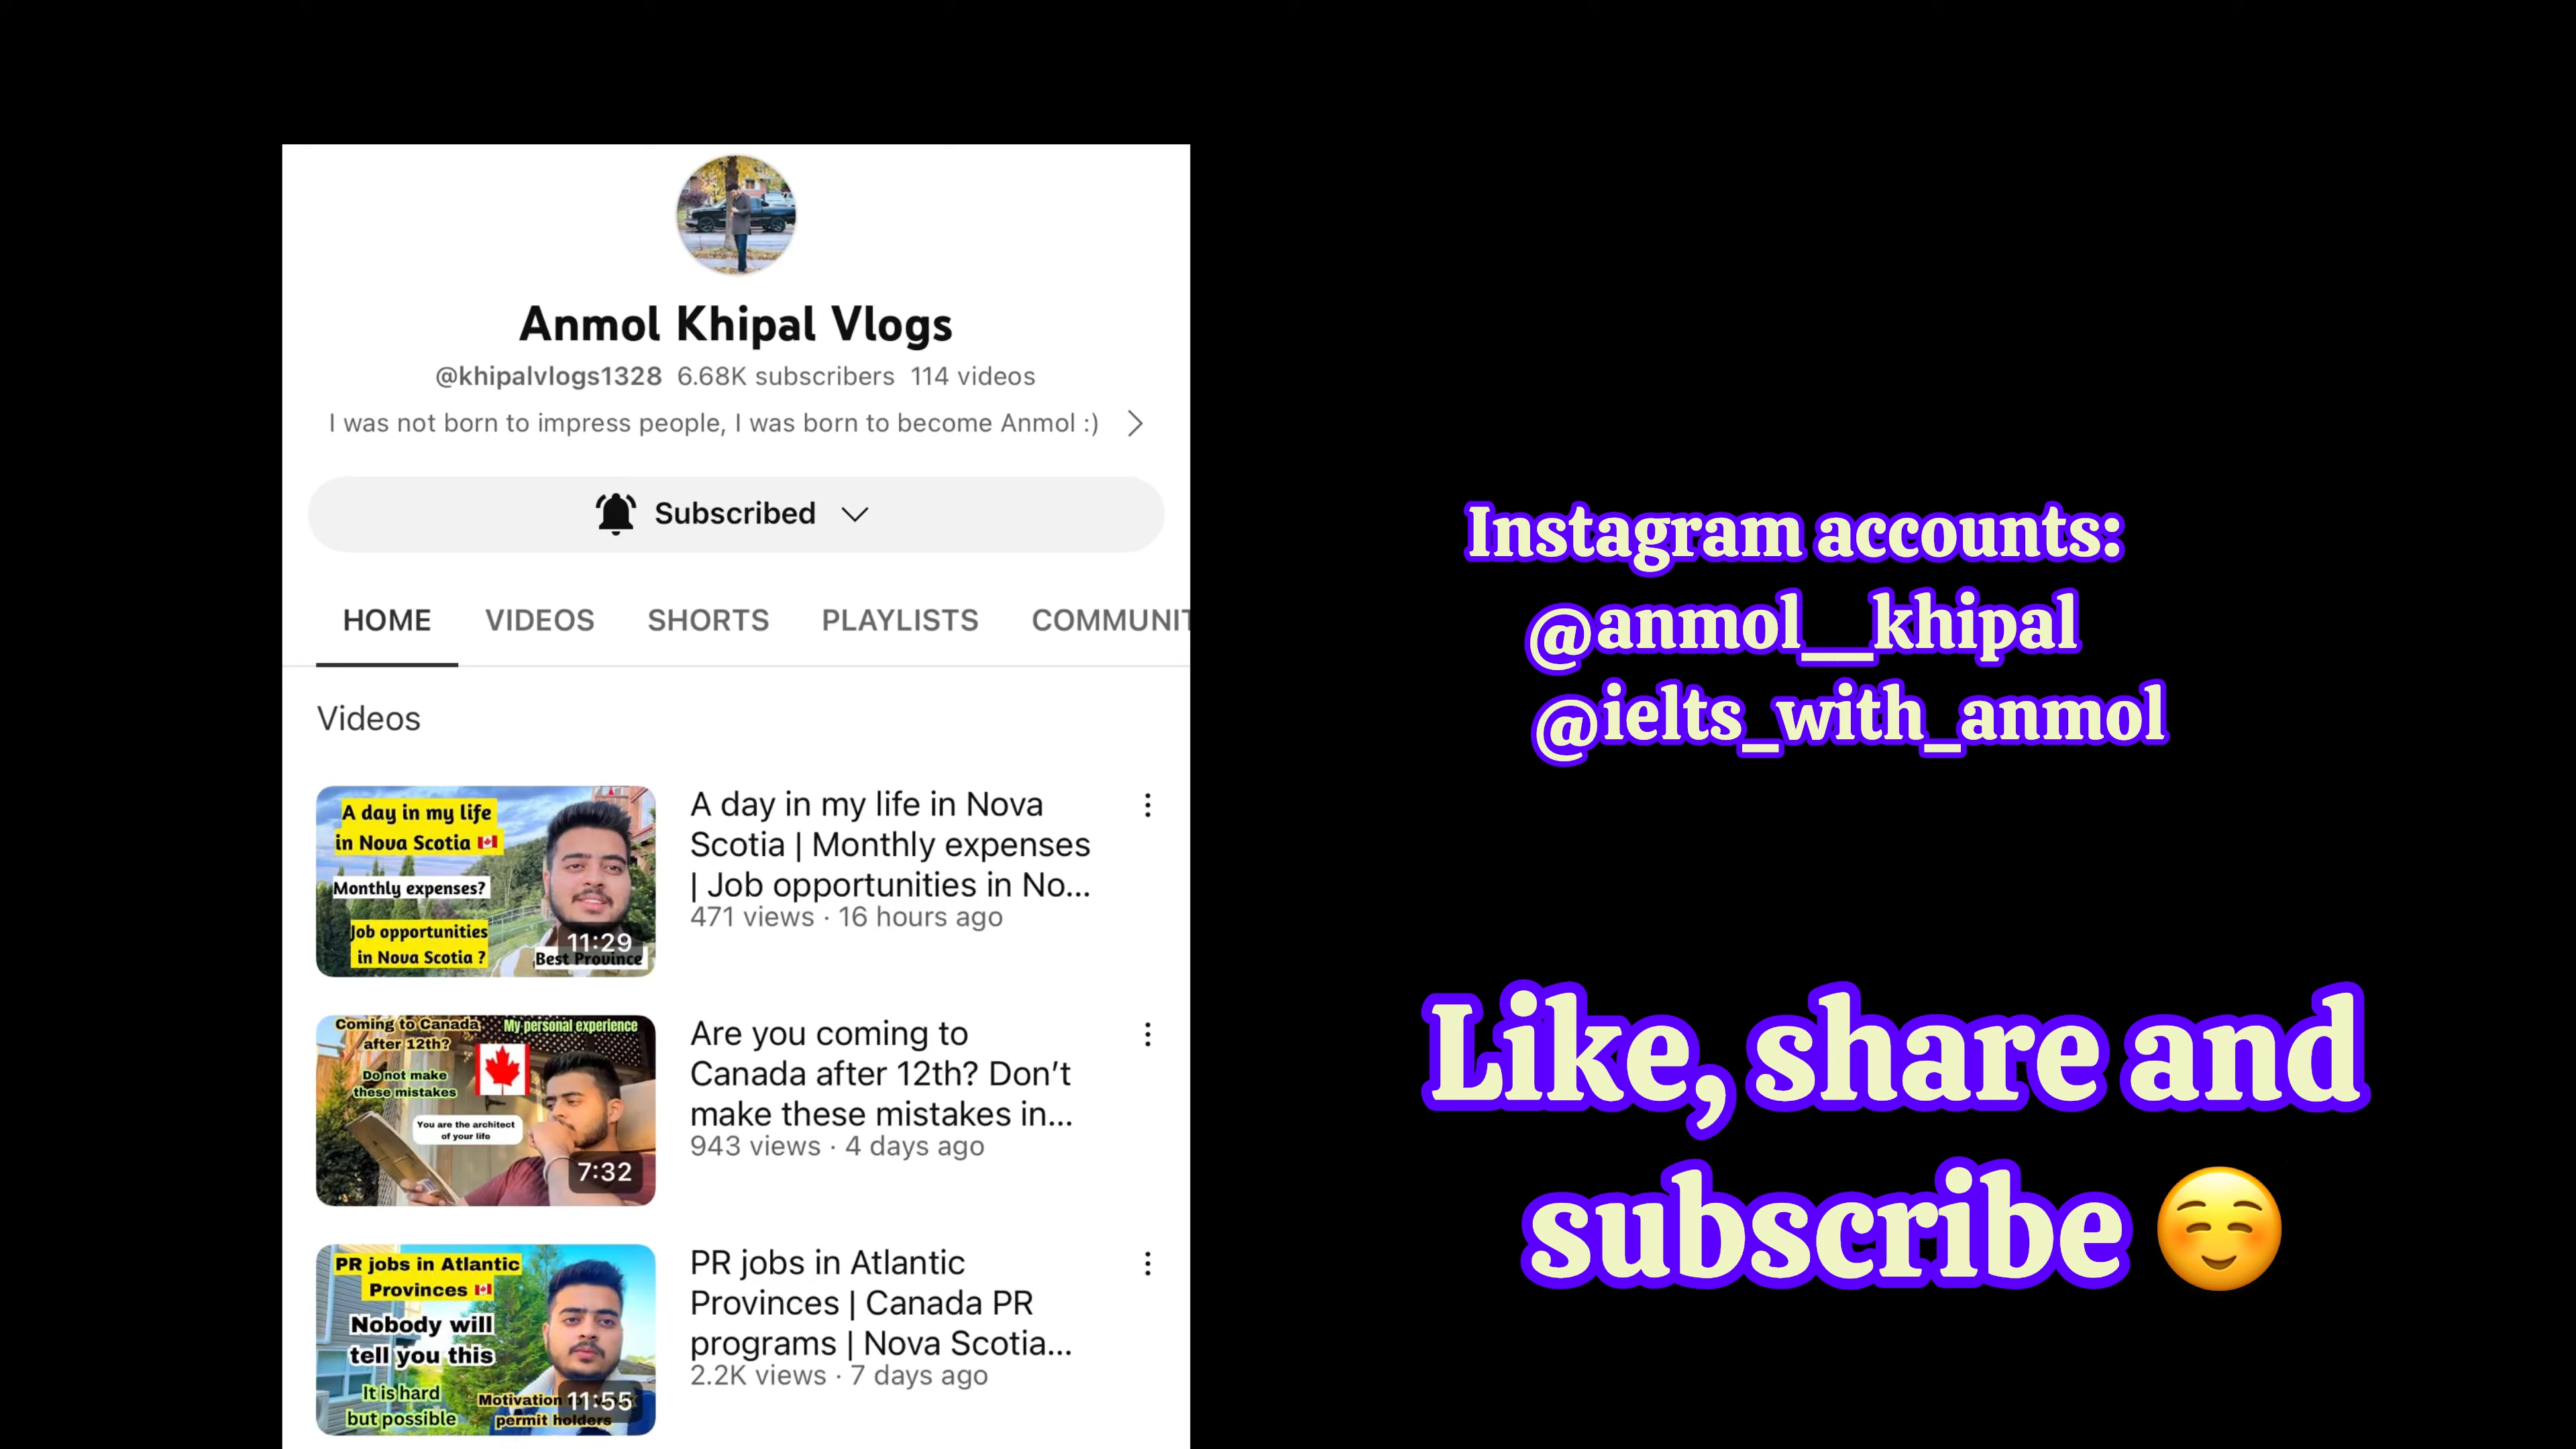 Anmol Khipal Vlogs
@khipalvlogs1328 6.68K subscribers 114 videos
I was not born to impress people, I was born to become Anmol :)
Subscribed
HOME VIDEOS SHORTS PLAYLISTS COMMUNIT
Videos
A day in my life
in Nova Scotia 🇨🇦
Monthly expenses?
Job opportunities
in Nova Scotia ?
11:29
Best Province
A day in my life in Nova
Scotia | Monthly expenses
| Job opportunities in No...
471 views · 16 hours ago
Coming to Canada
after 12th?
My personal experience
Do not make
these mistakes
You are the architect
of your life
7:32
Are you coming to
Canada after 12th? Don't
make these mistakes in...
943 views · 4 days ago
PR jobs in Atlantic
Provinces 🇨🇦
Nobody will
tell you this
It is hard
but possible
Motivation
permit holders
11:55
PR jobs in Atlantic
Provinces | Canada PR
programs | Nova Scotia...
2.2K views · 7 days ago
Instagram accounts:
@anmol__khipal
@ielts_with_anmol
Like, share and
subscribe ☺️